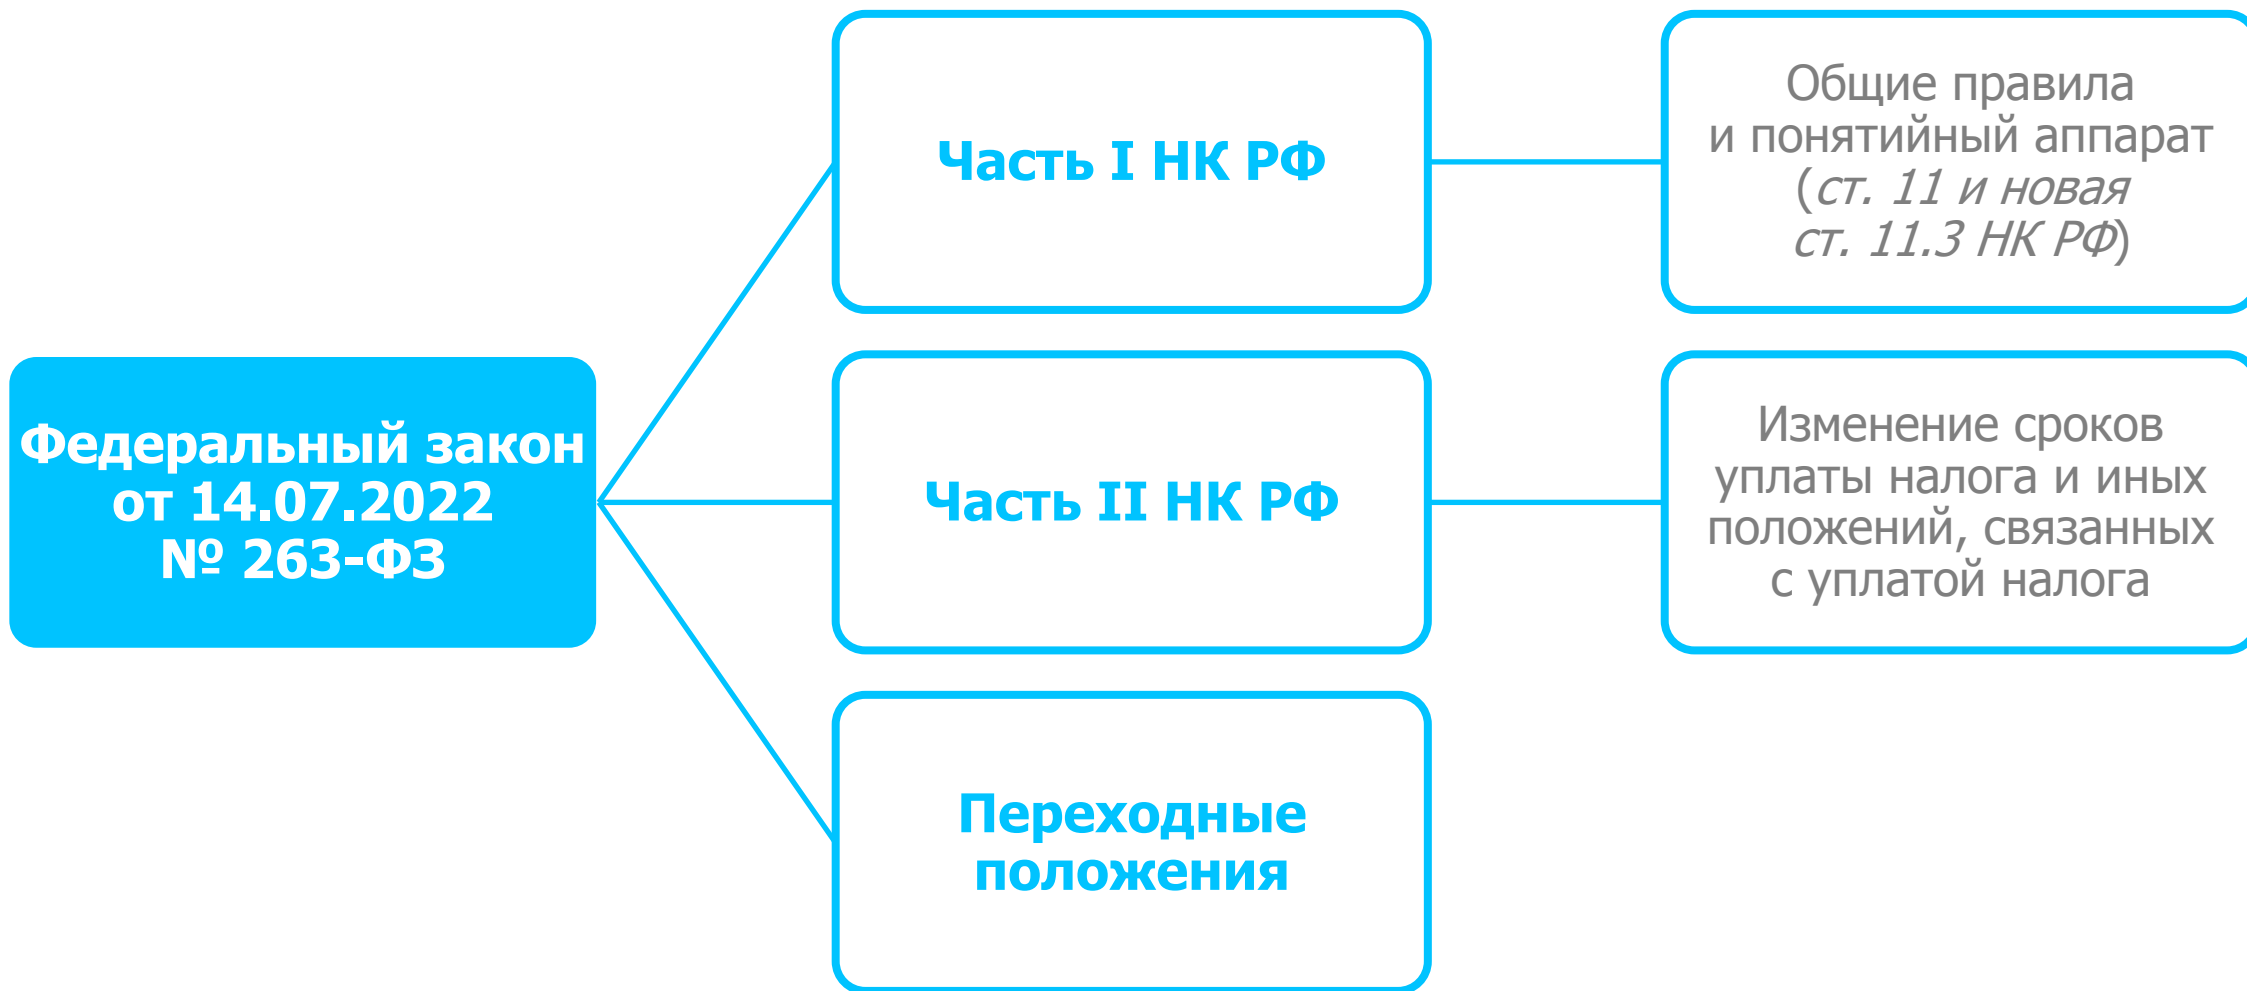 Федеральный закон
от 14.07.2022
№ 263-ФЗ
Часть I НК РФ
Общие правила
и понятийный аппарат
(ст. 11 и новая
ст. 11.3 НК РФ)
Часть II НК РФ
Изменение сроков
уплаты налога и иных
положений, связанных
с уплатой налога
Переходные
положения